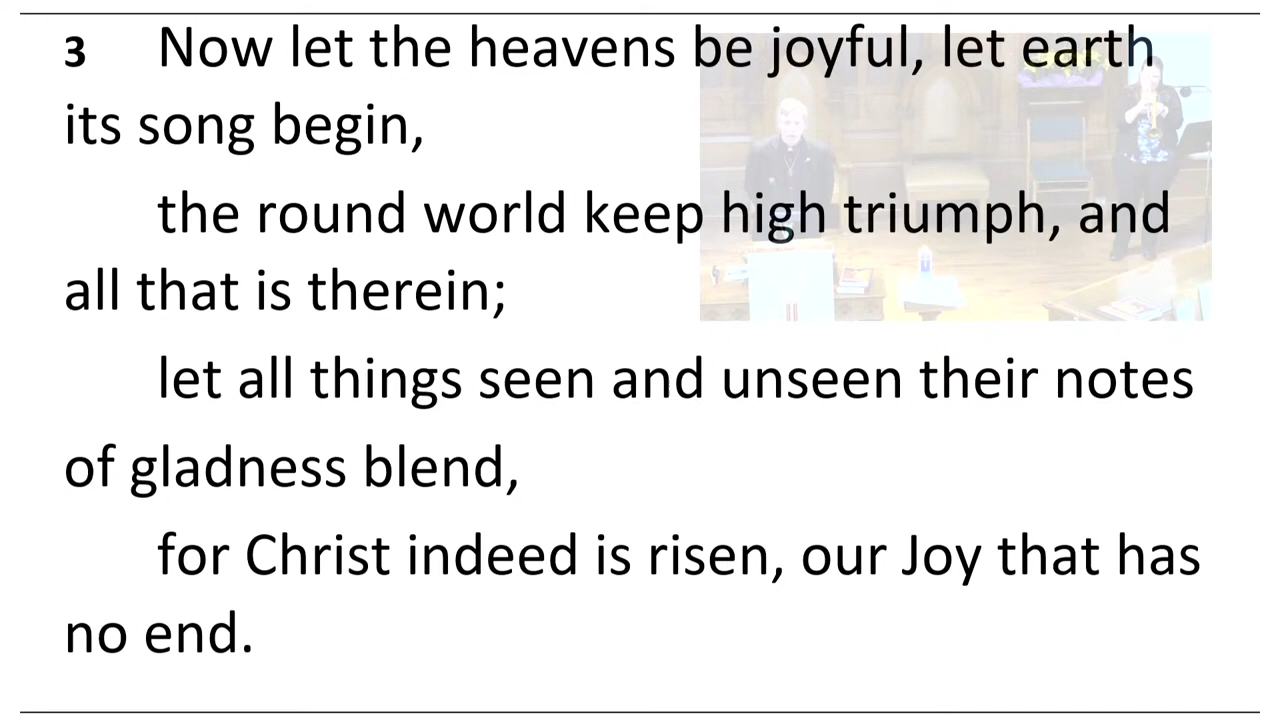 3 Now let the heavens be joyful, let earth
its song begin,
the round world keep high triumph, and
all that is therein;
let all things seen and unseen their notes
of gladness blend,
for Christ indeed is risen, our Joy that has
no end.